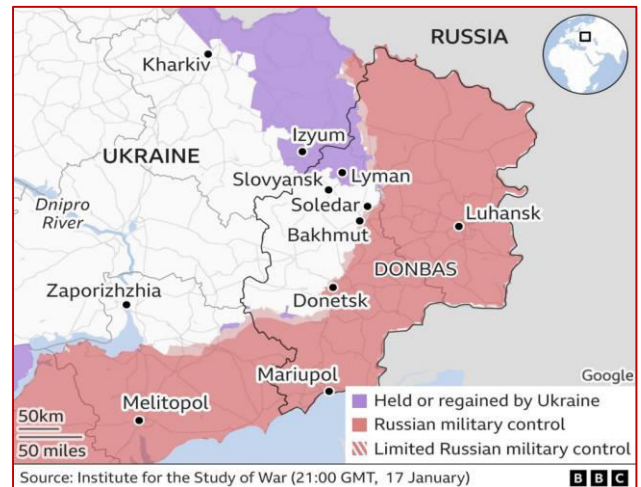 RUSSIA
Kharkiv
Izyum
UKRAINE
Lyman
Slovyansk
Dnipro
River
Soledar
Luhansk
Bakhmut
DONBAS
Zaporizhzhia
Donetsk
Google
Mariupol
Melitopol
50km
50 miles
Held or regained by Ukraine
Russian military control
Limited Russian military control
Source: Institute for the Study of War (21:00 GMT, 17 January)
BBC